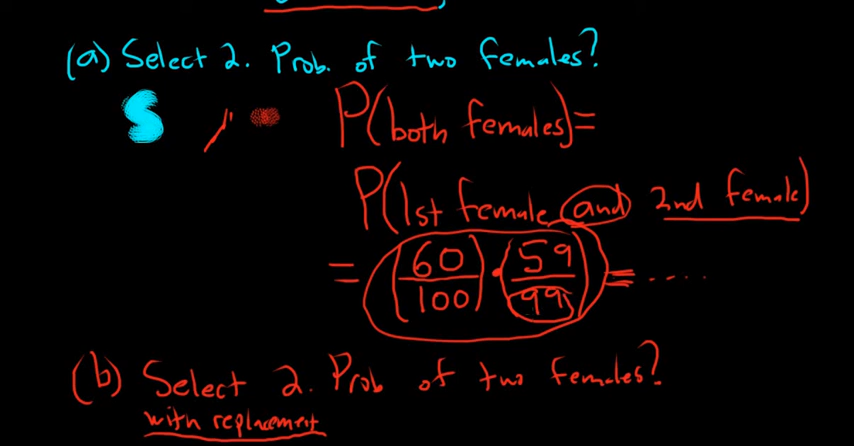 (a) Select 2. Prob. of two females?
S
P(both females)=
P(1st female and 2nd female)
= (60/100)·(59/99) = ....
(b) Select 2. Prob of two females?
with replacement